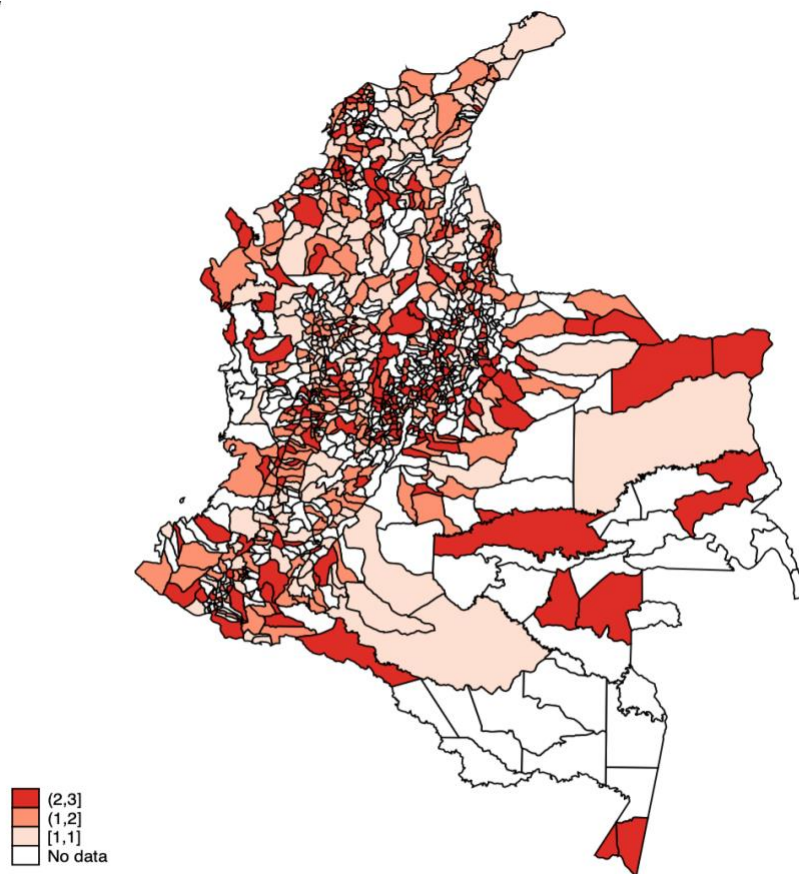 (2,3]
(1,2]
[1,1]
No data